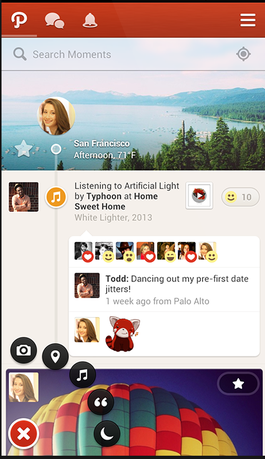 Search Moments
San Francisco
Afternoon, 71°F
Listening to Artificial Light
by Typhoon at Home
Sweet Home
White Lighter, 2013
10
Todd: Dancing out my pre-first date
jitters!
1 week ago from Palo Alto